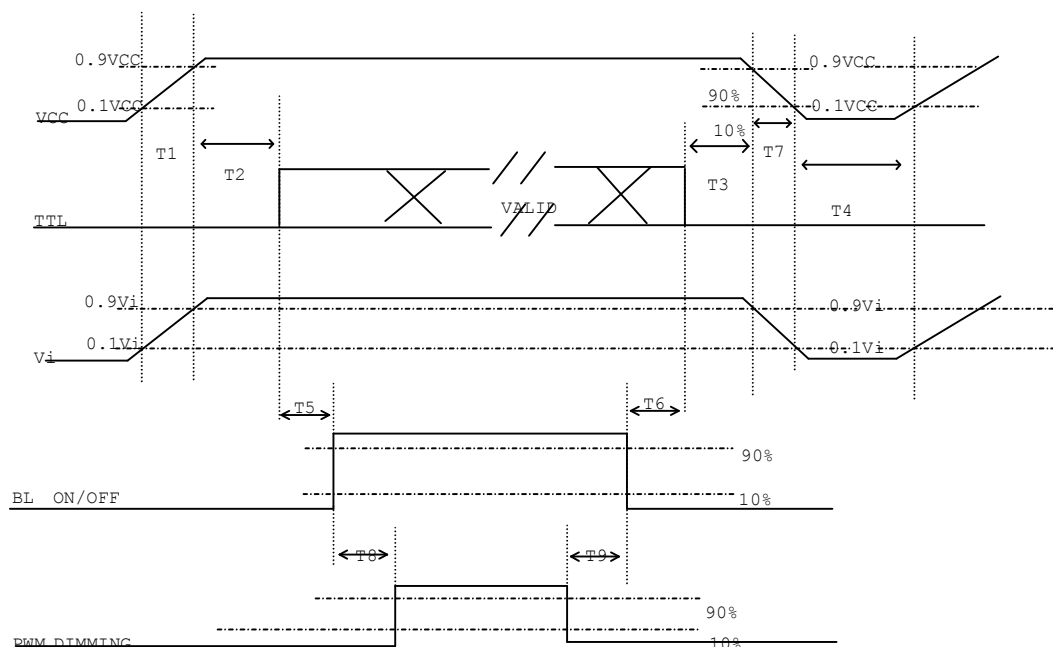 0.9VCC
0.9VCC
0.1VCC
90%
0.1VCC
VCC
10%
T1
T7
T2
T3
VALID
T4
TTL
0.9Vi
0.9Vi
0.1Vi
0.1Vi
Vi
T5
T6
90%
BL ON/OFF
10%
T8
T9
90%
PWM DIMMING
10%